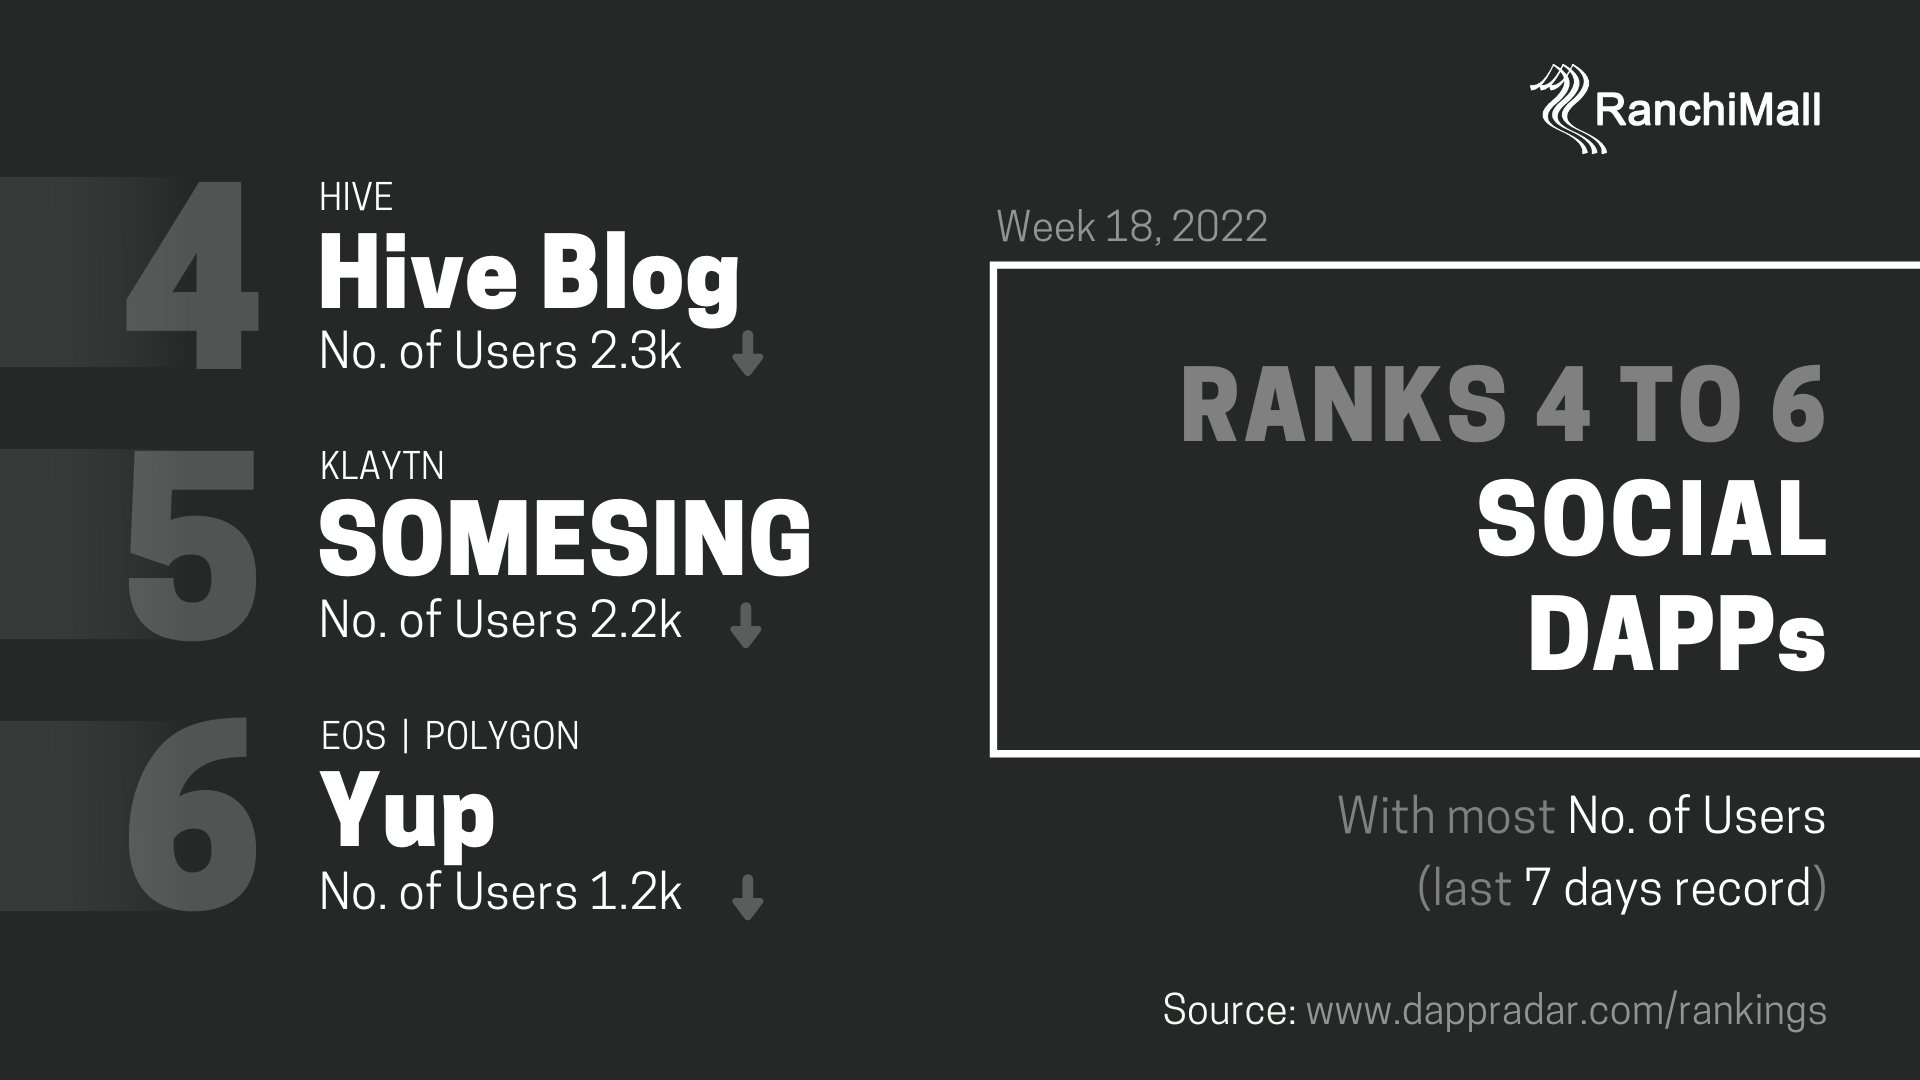 RanchiMall
4
HIVE
Hive Blog
No. of Users 2.3k
5
KLAYTN
SOMESING
No. of Users 2.2k
6
EOS | POLYGON
Yup
No. of Users 1.2k
Week 18, 2022
RANKS 4 TO 6
SOCIAL
DAPPs
With most No. of Users
(last 7 days record)
Source: www.dappradar.com/rankings